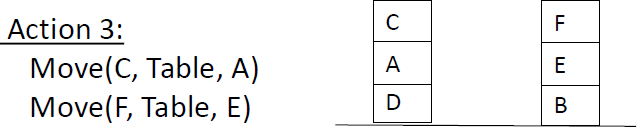 Action 3:
Move(C, Table, A)
Move(F, Table, E)
C
A
D
F
E
B